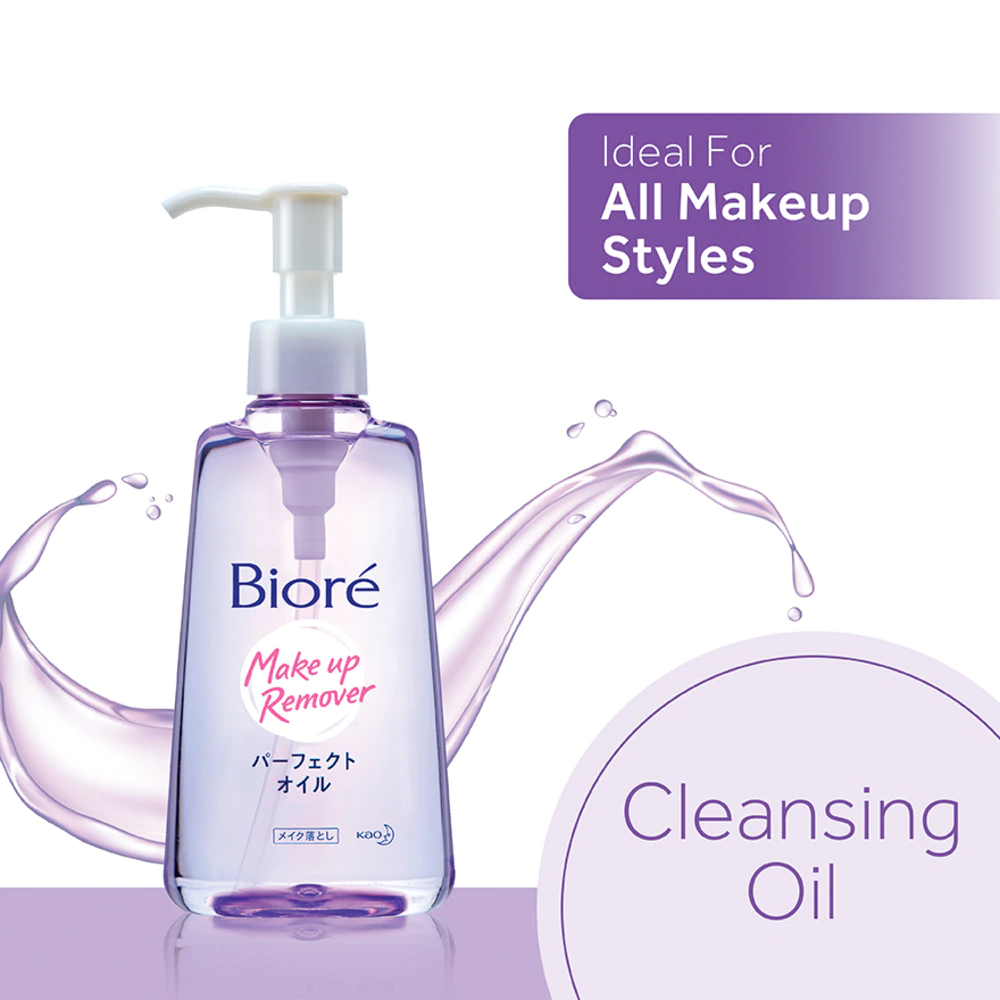 Ideal For
All Makeup
Styles
Bioré
Make up
Remover
パーフェクト
オイル
メイク落とし
Kao
Cleansing
Oil